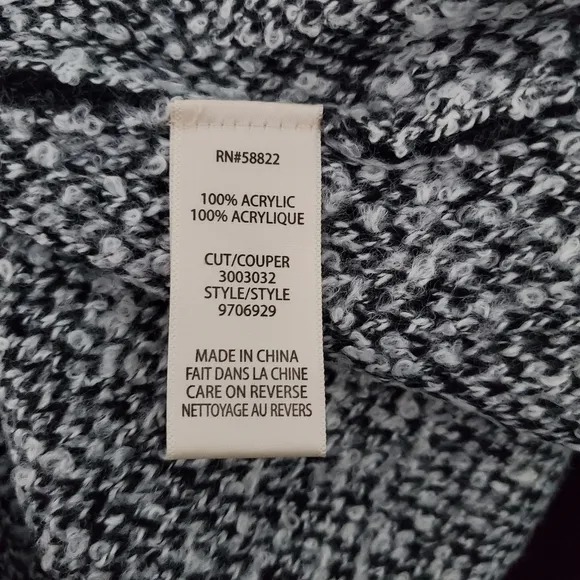 RN#58822
100% ACRYLIC
100% ACRYLIQUE
CUT/COUPER
3003032
STYLE/STYLE
9706929
MADE IN CHINA
FAIT DANS LA CHINE
CARE ON REVERSE
NETTOYAGE AU REVERS